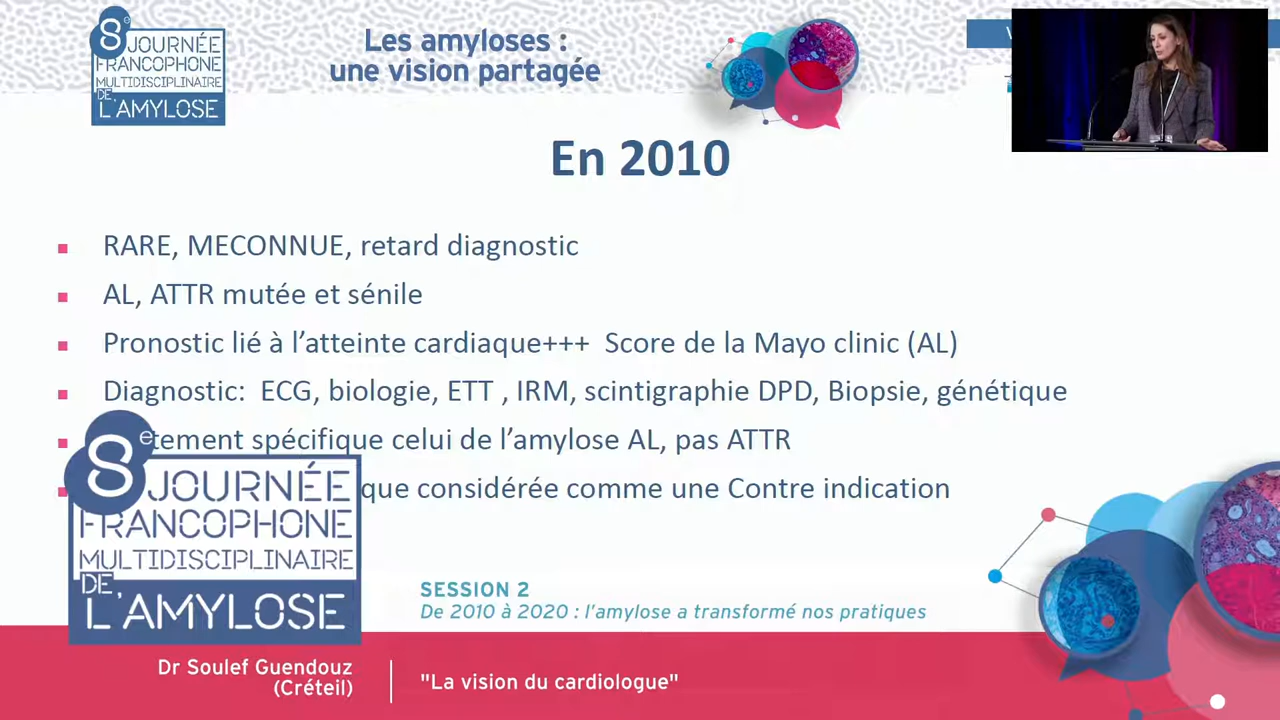 8e JOURNÉE
FRANCOPHONE
MULTIDISCIPLINAIRE
DE
L'AMYLOSE
Les amyloses :
une vision partagée
En 2010
RARE, MECONNUE, retard diagnostic
AL, ATTR mutée et sénile
Pronostic lié à l'atteinte cardiaque+++ Score de la Mayo clinic (AL)
Diagnostic: ECG, biologie, ETT , IRM, scintigraphie DPD, Biopsie, génétique
tement spécifique celui de l'amylose AL, pas ATTR
que considérée comme une Contre indication
8e JOURNÉE
FRANCOPHONE
MULTIDISCIPLINAIRE
DE
L'AMYLOSE
SESSION 2
De 2010 à 2020 : l'amylose a transformé nos pratiques
Dr Soulef Guendouz
(Créteil)
"La vision du cardiologue"